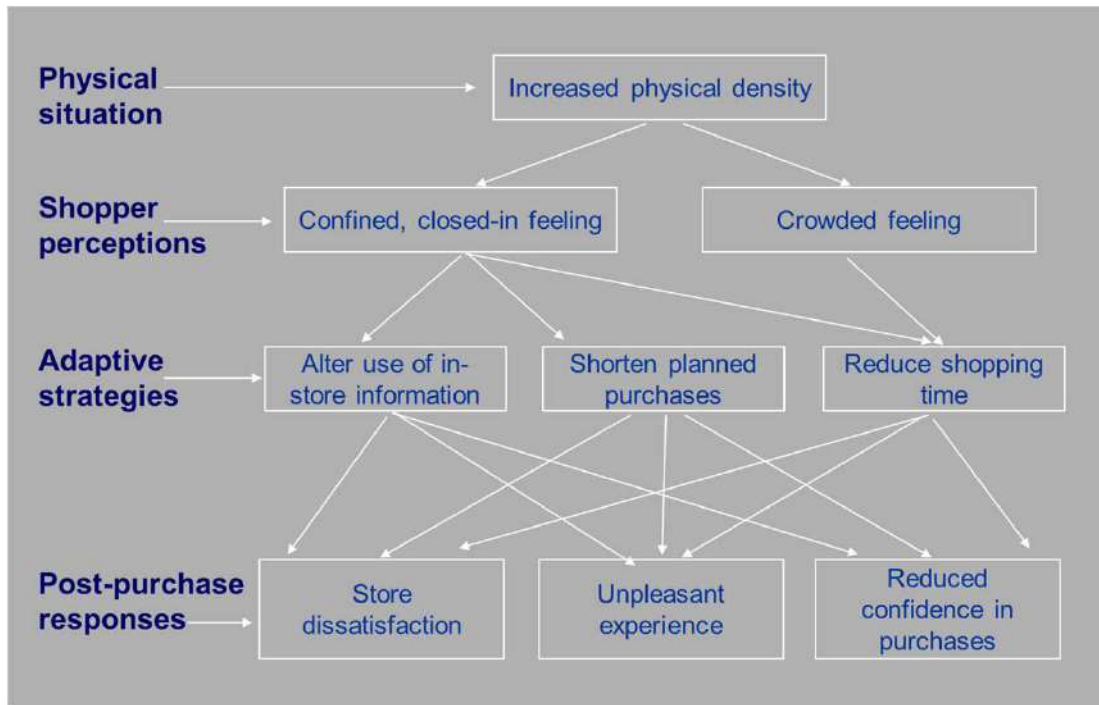 Physical
situation
Increased physical density
Shopper
perceptions
Confined, closed-in feeling
Crowded feeling
Adaptive
strategies
Alter use of in-
store information
Shorten planned
purchases
Reduce shopping
time
Post-purchase
responses
Store
dissatisfaction
Unpleasant
experience
Reduced
confidence in
purchases